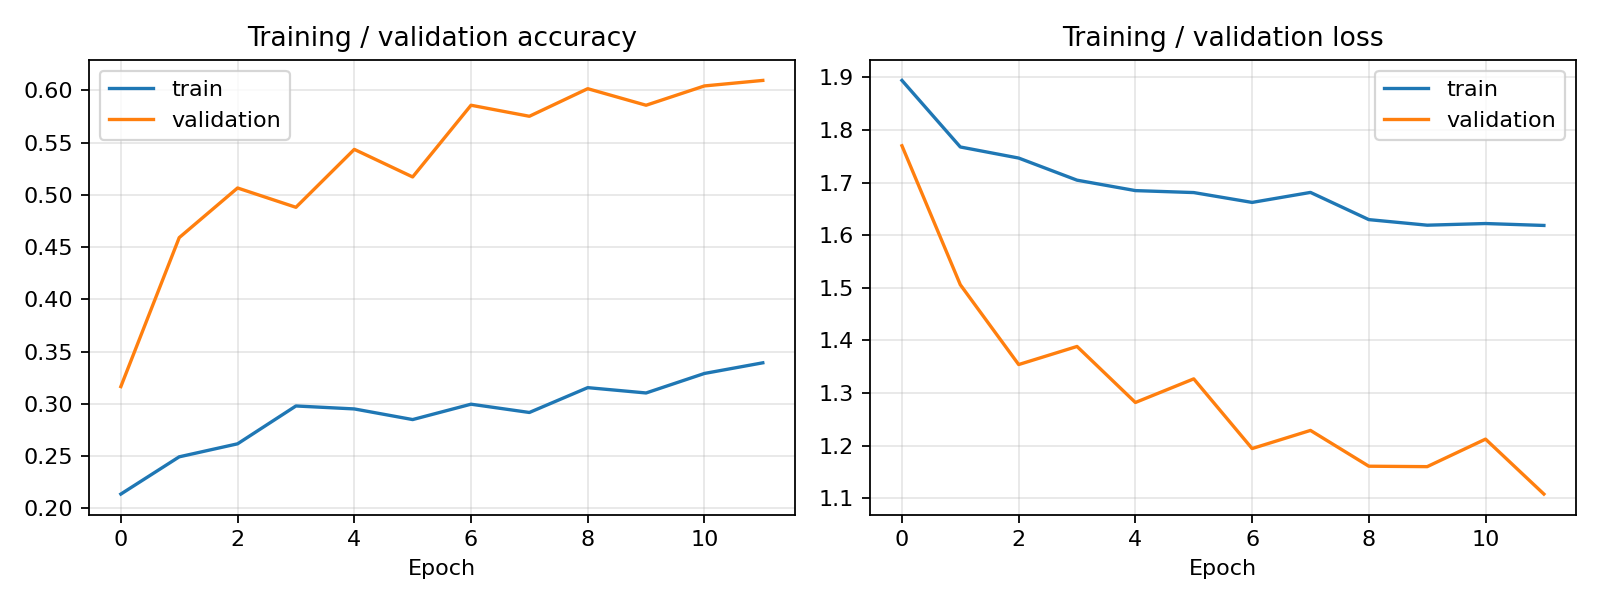 Training / validation accuracy
train
validation
0.60
0.55
0.50
0.45
0.40
0.35
0.30
0.25
0.20
0 2 4 6 8 10
Epoch
Training / validation loss
train
validation
1.9
1.8
1.7
1.6
1.5
1.4
1.3
1.2
1.1
0 2 4 6 8 10
Epoch